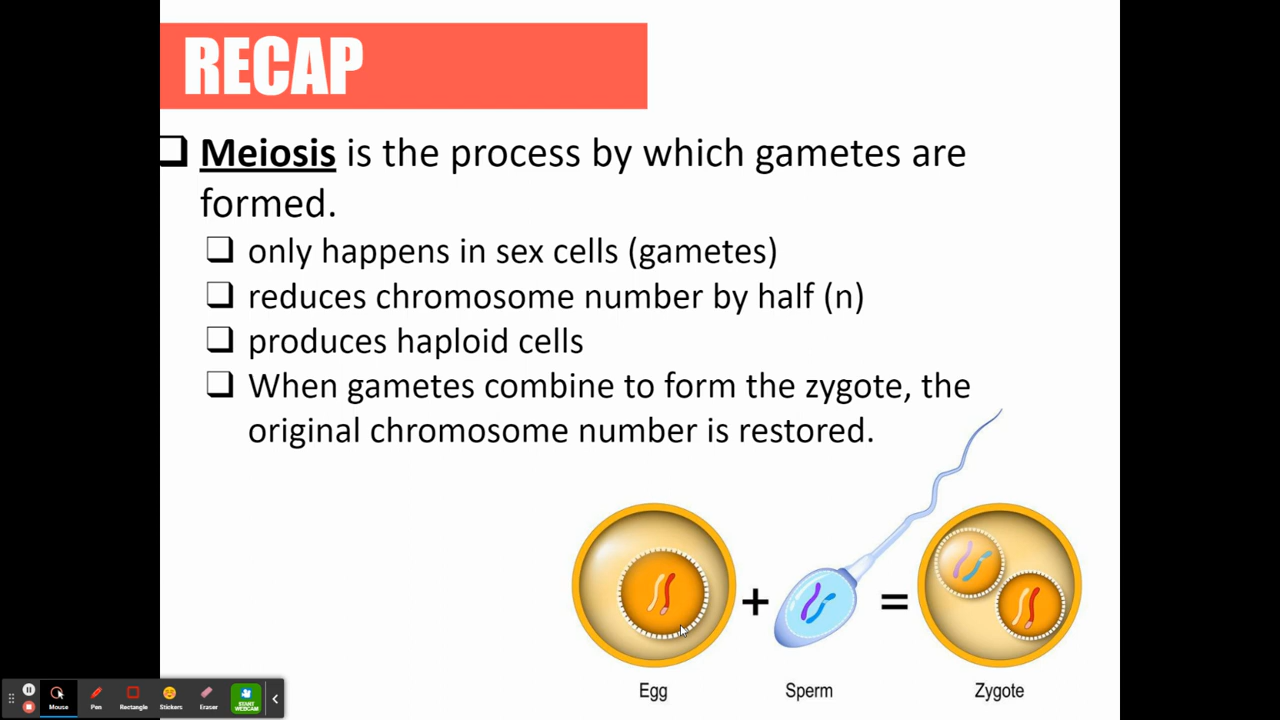 RECAP
❑ Meiosis is the process by which gametes are
formed.
❑ only happens in sex cells (gametes)
❑ reduces chromosome number by half (n)
❑ produces haploid cells
❑ When gametes combine to form the zygote, the
original chromosome number is restored.
+
=
Egg
Sperm
Zygote
Mouse
Pen
Rectangle
Stickers
Eraser
START
WEBCAM